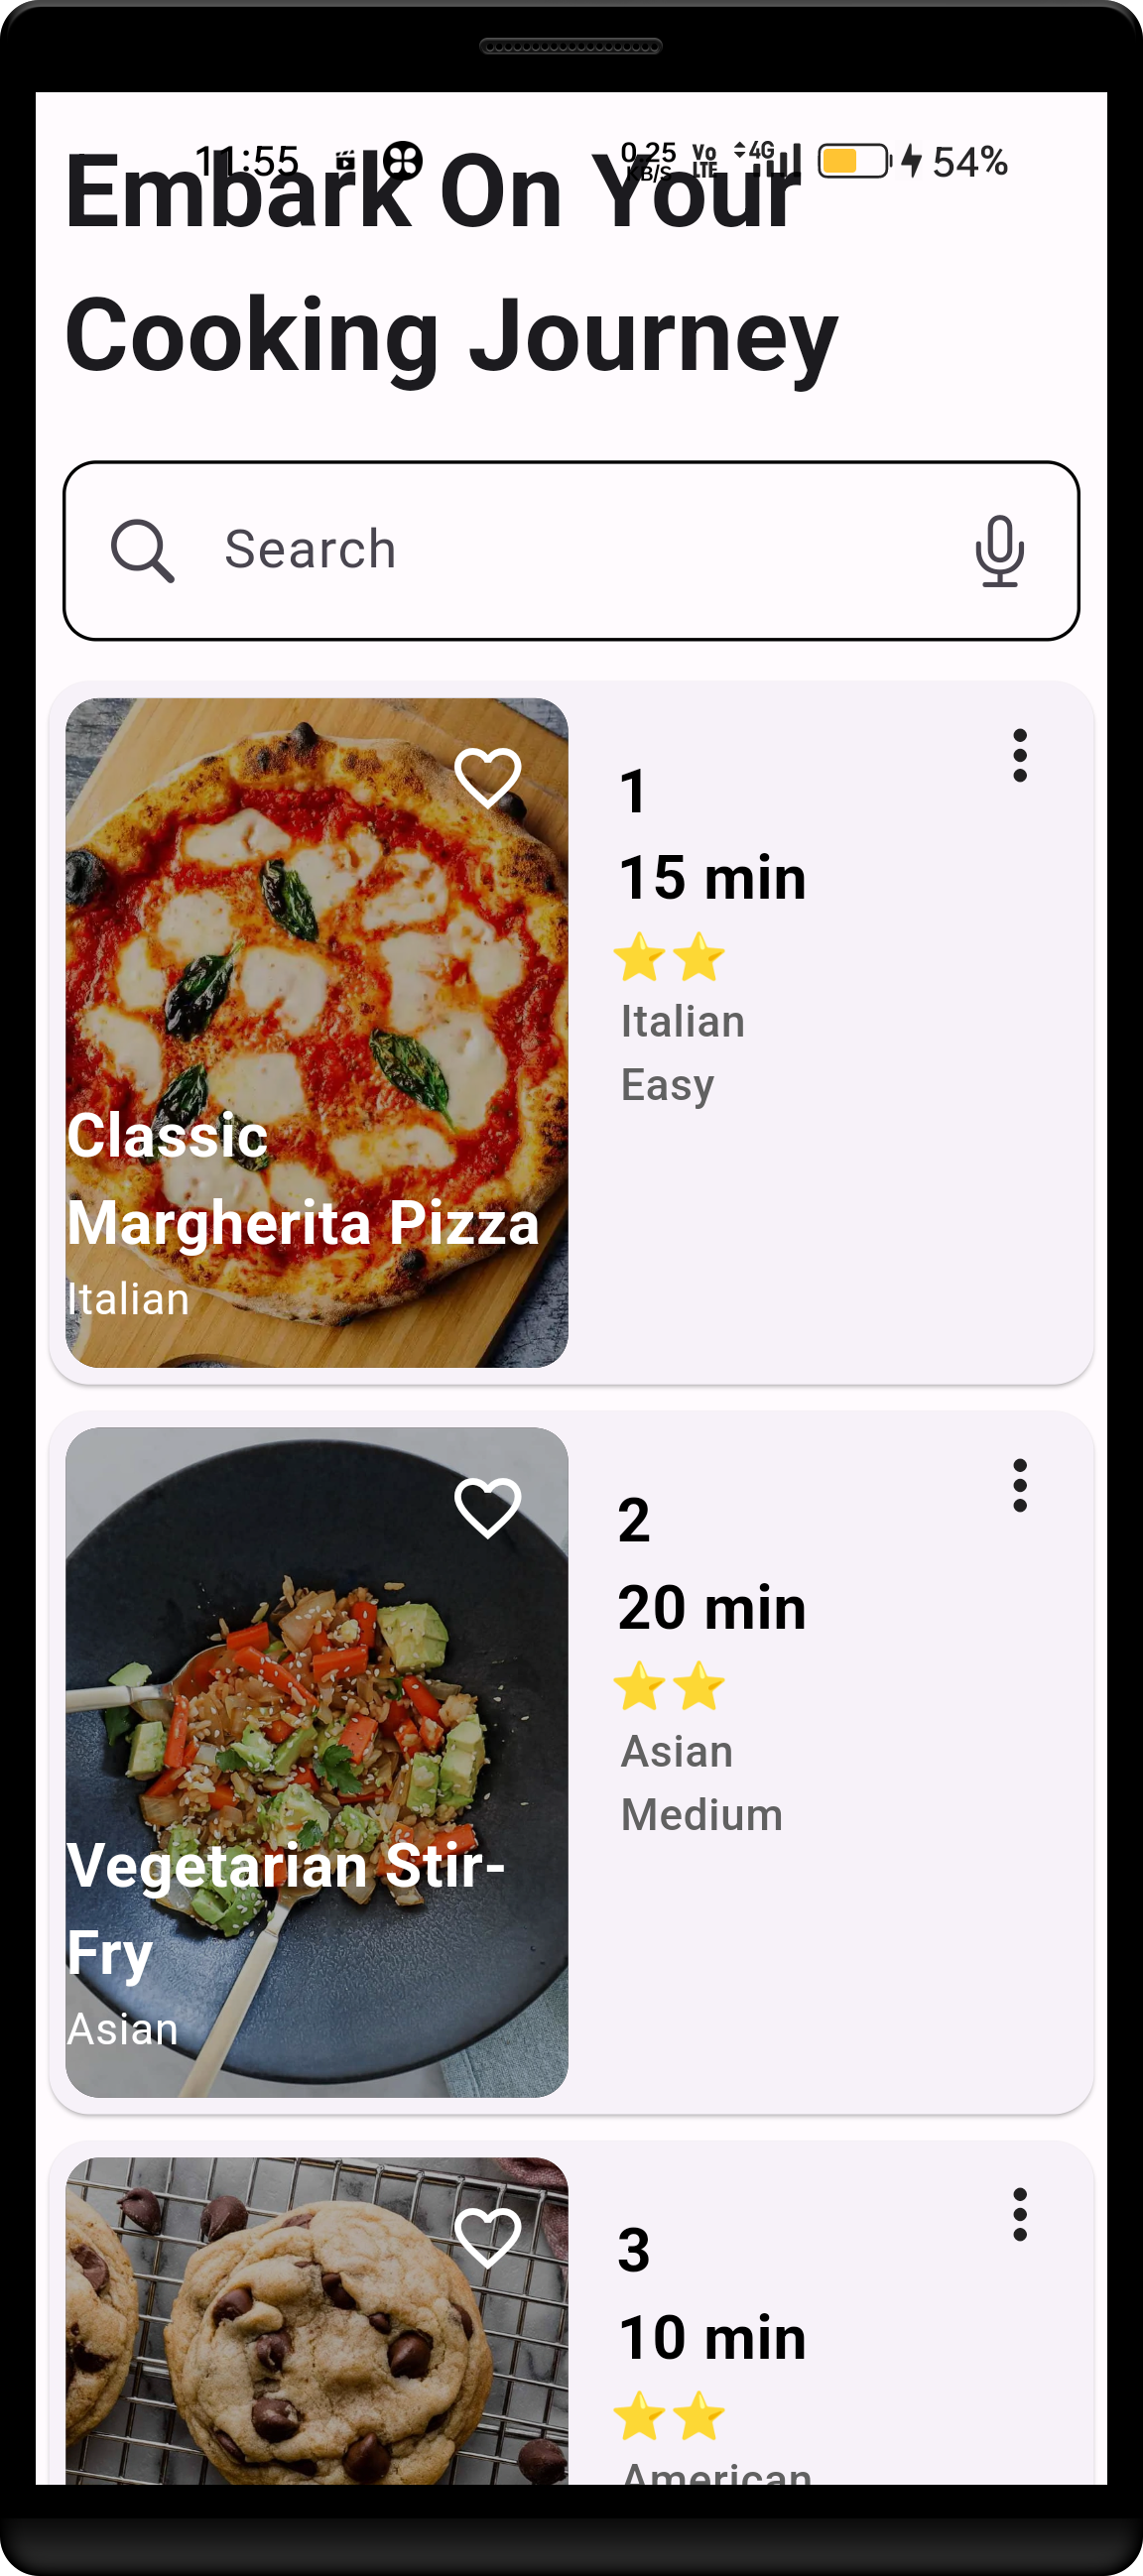 11:55 0.25 KB/S Vo LTE 4G 54%
Embark On Your
Cooking Journey
Search
1
15 min
Italian
Easy
Classic
Margherita Pizza
Italian
2
20 min
Asian
Medium
Vegetarian Stir-
Fry
Asian
3
10 min
American